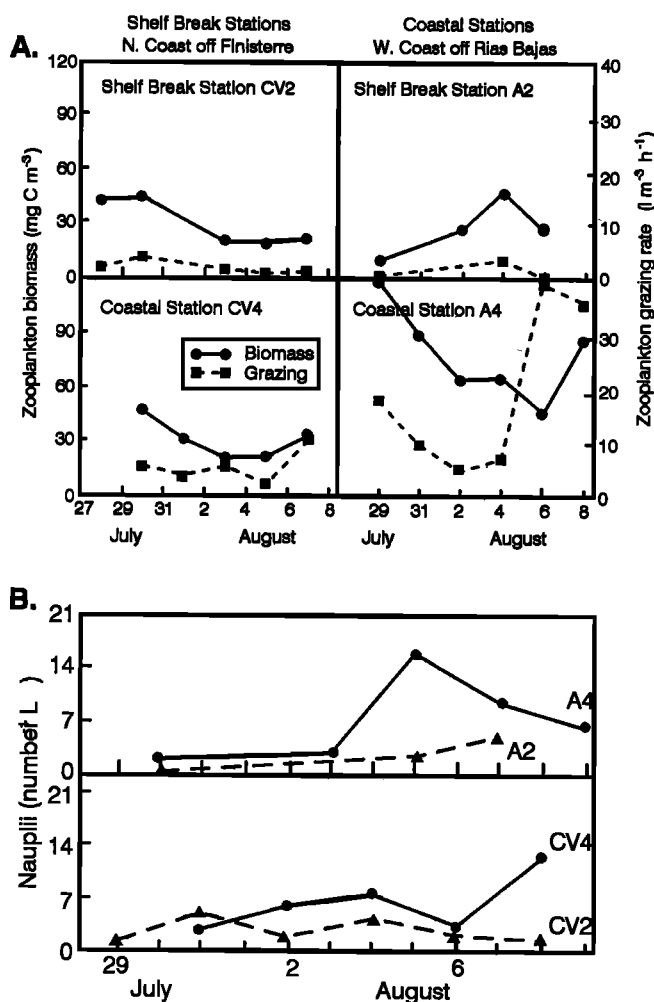 A.
Shelf Break Stations
N. Coast off Finisterre
Coastal Stations
W. Coast off Rias Bajas
Shelf Break Station CV2
Shelf Break Station A2
Coastal Station CV4
Coastal Station A4
Biomass
Grazing
Zooplankton biomass (mg C m⁻³)
120
90
60
30
0
90
60
30
0
Zooplankton grazing rate (l m⁻³ h⁻¹)
40
30
20
10
0
30
20
10
0
27 29 31 2 4 6 8
July August
29 31 2 4 6 8
July August
B.
Nauplii (number L
21
14
7
0
A4
A2
21
14
7
0
CV4
CV2
29 2 6
July August